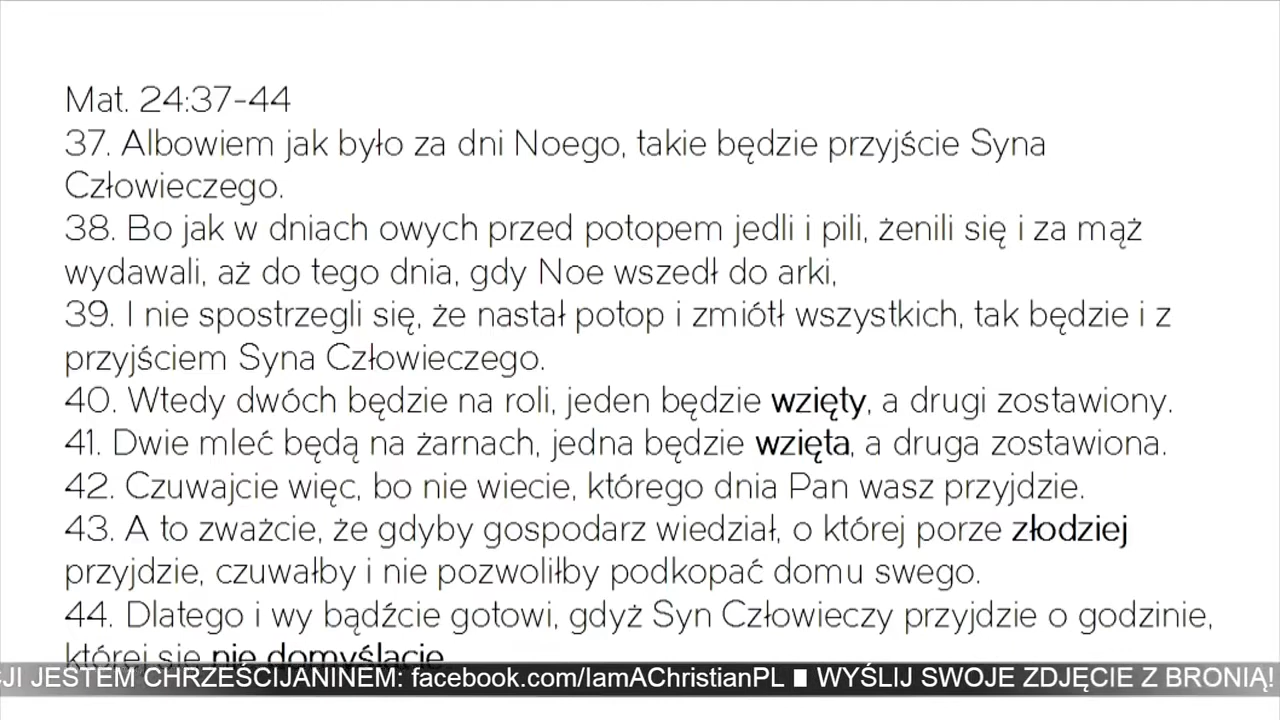 Mat. 24:37-44
37. Albowiem jak było za dni Noego, takie będzie przyjście Syna
Człowieczego.
38. Bo jak w dniach owych przed potopem jedli i pili, żenili się i za mąż
wydawali, aż do tego dnia, gdy Noe wszedł do arki,
39. I nie spostrzegli się, że nastał potop i zmiótł wszystkich, tak będzie i z
przyjściem Syna Człowieczego.
40. Wtedy dwóch będzie na roli, jeden będzie wzięty, a drugi zostawiony.
41. Dwie mleć będą na żarnach, jedna będzie wzięta, a druga zostawiona.
42. Czuwajcie więc, bo nie wiecie, którego dnia Pan wasz przyjdzie.
43. A to zważcie, że gdyby gospodarz wiedział, o której porze złodziej
przyjdzie, czuwałby i nie pozwoliłby podkopać domu swego.
44. Dlatego i wy bądźcie gotowi, gdyż Syn Człowieczy przyjdzie o godzinie,
której się nie domyślacie.
CJI JESTEM CHRZEŚCIJANINEM: facebook.com/IamAChristianPL ∎ WYŚLIJ SWOJE ZDJĘCIE Z BRONIĄ!